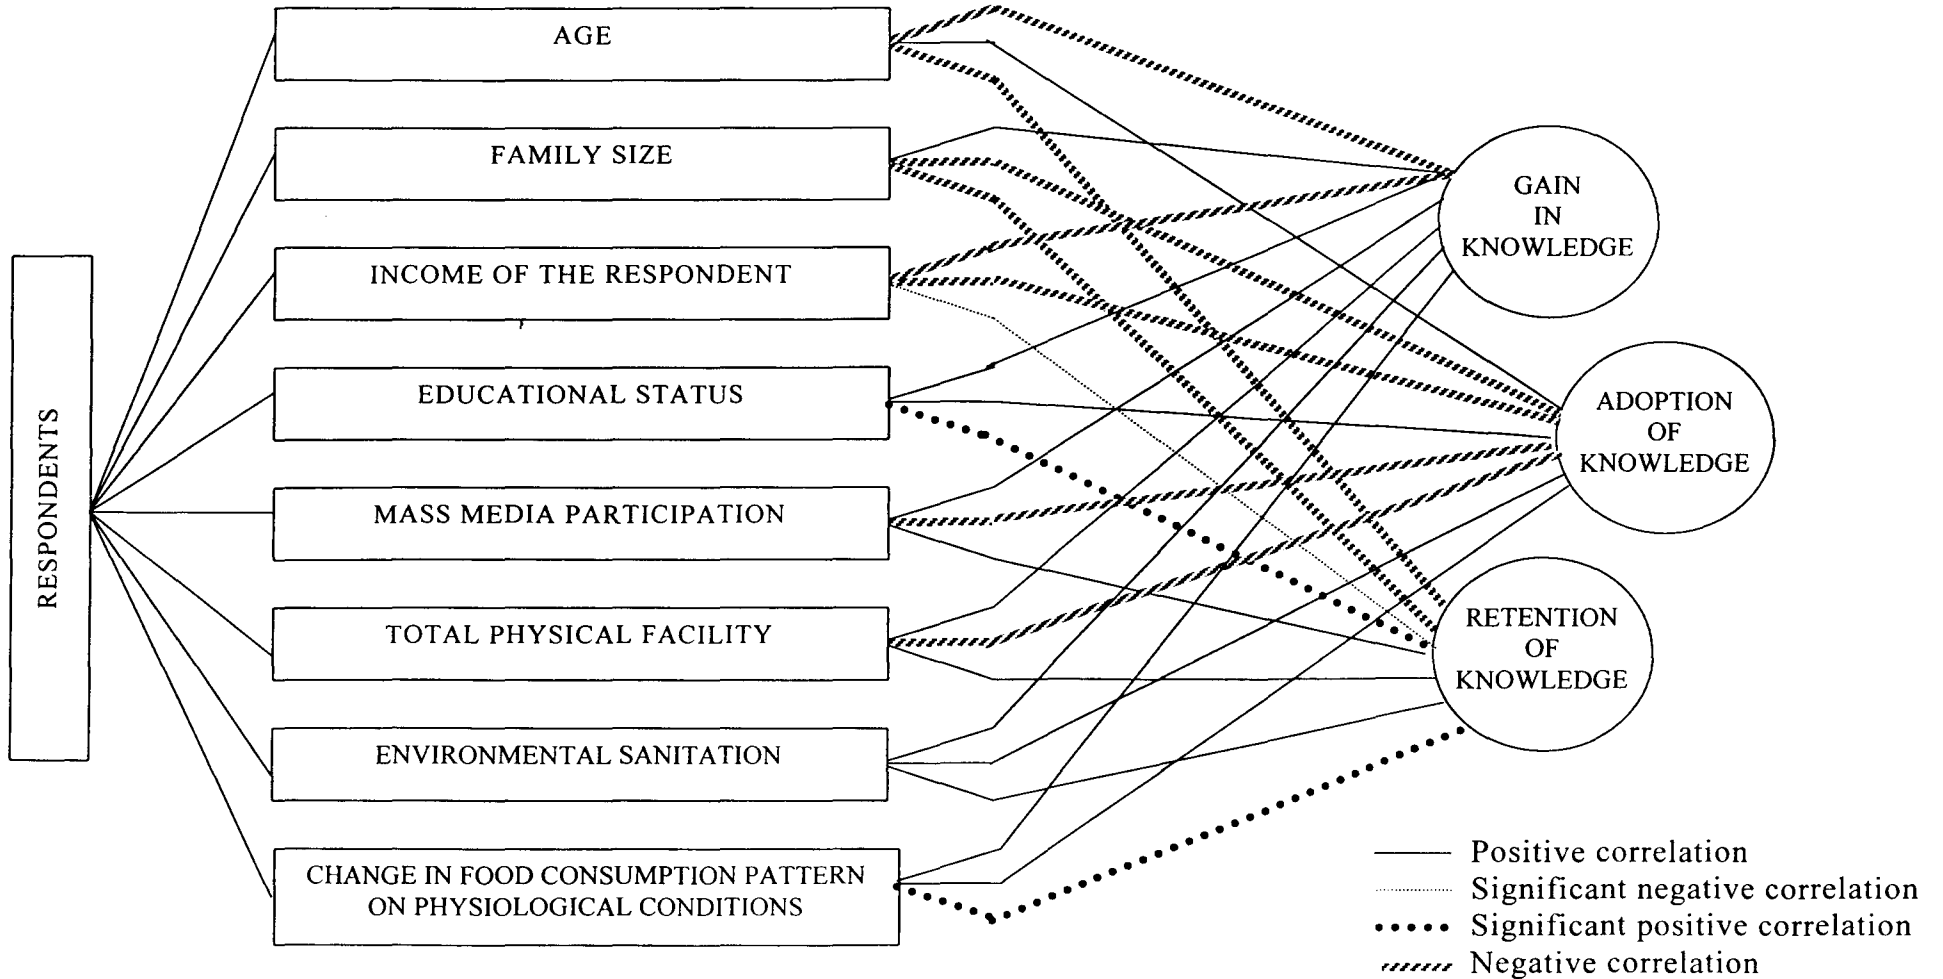 RESPONDENTS
AGE
FAMILY SIZE
INCOME OF THE RESPONDENT
EDUCATIONAL STATUS
MASS MEDIA PARTICIPATION
TOTAL PHYSICAL FACILITY
ENVIRONMENTAL SANITATION
CHANGE IN FOOD CONSUMPTION PATTERN
ON PHYSIOLOGICAL CONDITIONS
GAIN
IN
KNOWLEDGE
ADOPTION
OF
KNOWLEDGE
RETENTION
OF
KNOWLEDGE
Positive correlation
Significant negative correlation
Significant positive correlation
Negative correlation